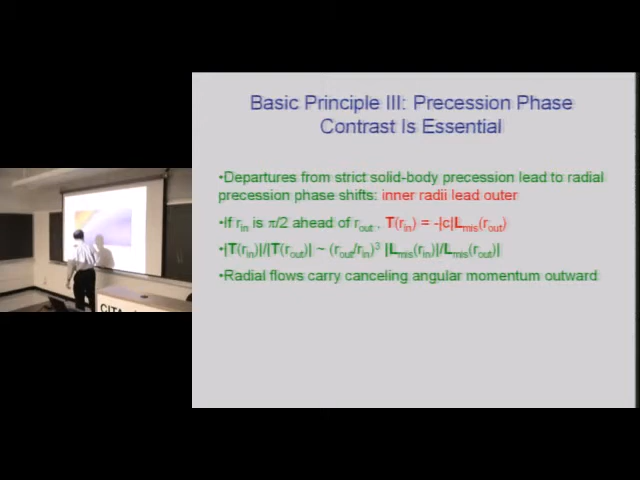 Basic Principle III: Precession Phase
Contrast Is Essential
•Departures from strict solid-body precession lead to radial
precession phase shifts: inner radii lead outer
•If r_in is π/2 ahead of r_out, T(r_in) = -|c|L_mis(r_out)
•|T(r_in)|/|T(r_out)| ~ (r_out/r_in)³ |L_mis(r_in)|/L_mis(r_out)|
•Radial flows carry canceling angular momentum outward
CITA